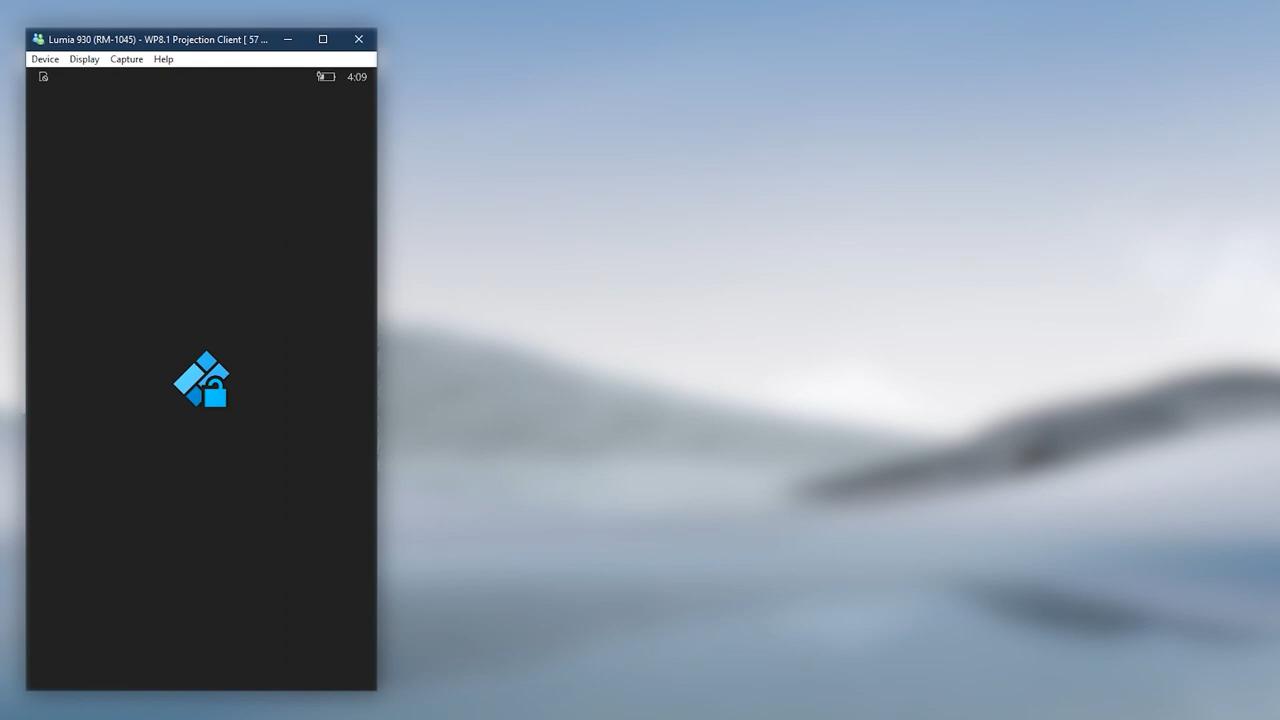 Lumia 930 (RM-1045) - WP8.1 Projection Client [ 57 ...
Device Display Capture Help
4:09